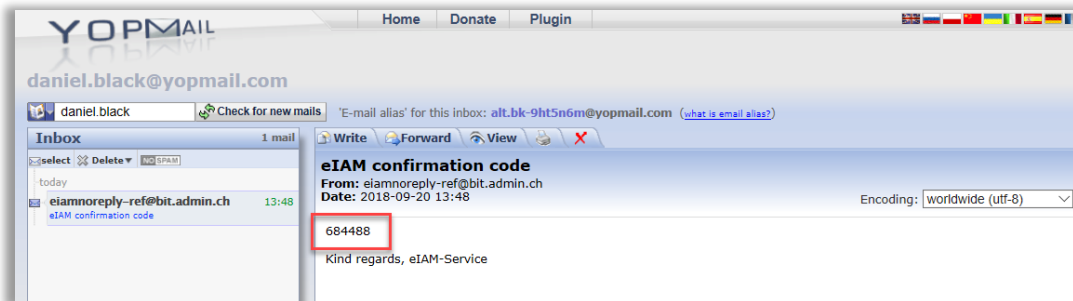 YOPMAIL
Home Donate Plugin
daniel.black@yopmail.com
daniel.black Check for new mails 'E-mail alias' for this inbox: alt.bk-9ht5n6m@yopmail.com (what is email alias?)
Inbox 1 mail
select Delete NO SPAM
today
eiamnoreply-ref@bit.admin.ch 13:48
eIAM confirmation code
Write Forward View
eIAM confirmation code
From: eiamnoreply-ref@bit.admin.ch
Date: 2018-09-20 13:48
Encoding: worldwide (utf-8)
684488
Kind regards, eIAM-Service